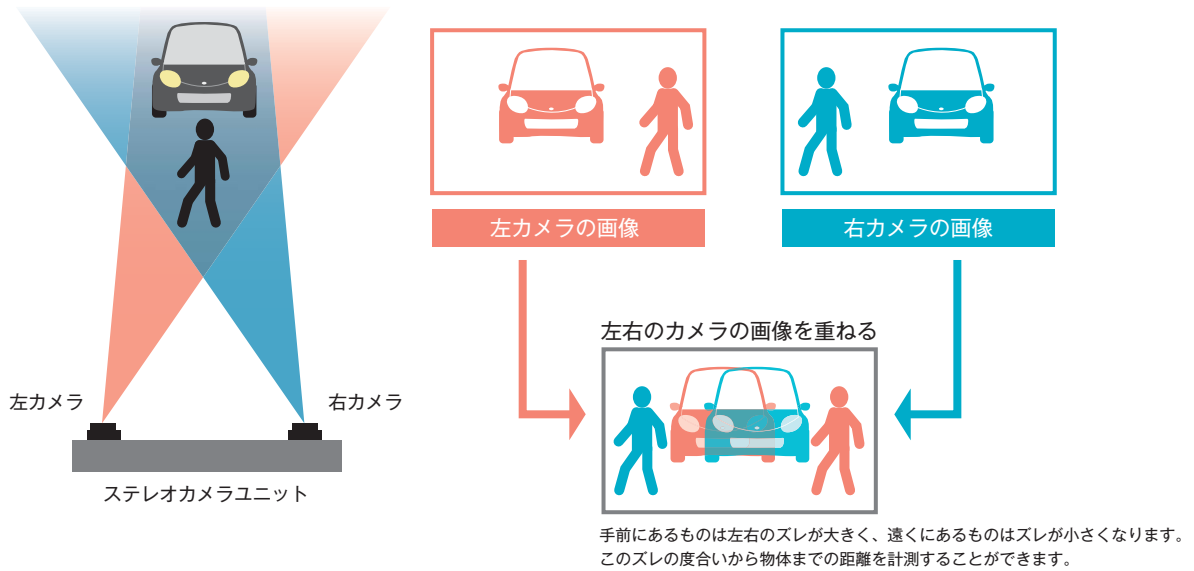 左カメラ
右カメラ
ステレオカメラユニット
左カメラの画像
右カメラの画像
左右のカメラの画像を重ねる
手前にあるものは左右のズレが大きく、遠くにあるものはズレが小さくなります。
このズレの度合いから物体までの距離を計測することができます。